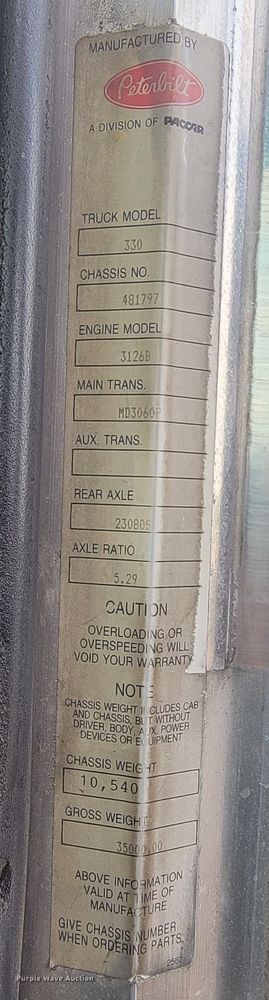 MANUFACTURED BY
Peterbilt
A DIVISION OF PACCAR
TRUCK MODEL
330
CHASSIS NO.
481797
ENGINE MODEL
3126B
MAIN TRANS.
MD3060P
AUX. TRANS.
REAR AXLE
23080S
AXLE RATIO
5.29
CAUTION
OVERLOADING OR
OVERSPEEDING WILL
VOID YOUR WARRANTY
NOTE
CHASSIS WEIGHT INCLUDES CAB
AND CHASSIS, BUT WITHOUT
DRIVER, BODY, AUX. POWER
DEVICES OR EQUIPMENT
CHASSIS WEIGHT
10,540
GROSS WEIGHT
35000.00
ABOVE INFORMATION
VALID AT TIME OF
MANUFACTURE
GIVE CHASSIS NUMBER
WHEN ORDERING PARTS.
2562
Purple Wave Auction